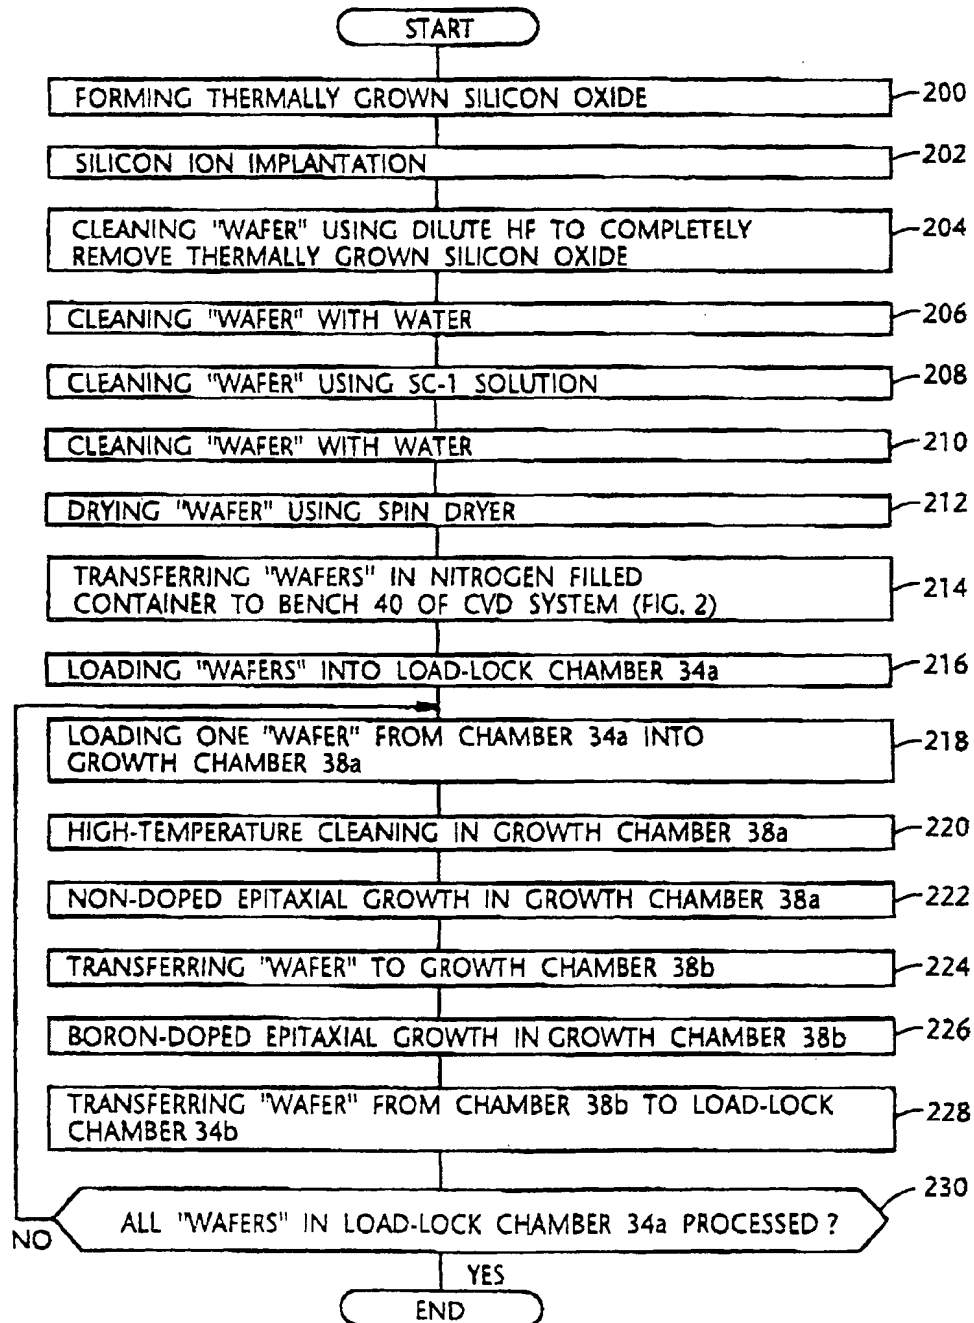 START
FORMING THERMALLY GROWN SILICON OXIDE
200
SILICON ION IMPLANTATION
202
CLEANING "WAFER" USING DILUTE HF TO COMPLETELY
REMOVE THERMALLY GROWN SILICON OXIDE
204
CLEANING "WAFER" WITH WATER
206
CLEANING "WAFER" USING SC-1 SOLUTION
208
CLEANING "WAFER" WITH WATER
210
DRYING "WAFER" USING SPIN DRYER
212
TRANSFERRING "WAFERS" IN NITROGEN FILLED
CONTAINER TO BENCH 40 OF CVD SYSTEM (FIG. 2)
214
LOADING "WAFERS" INTO LOAD-LOCK CHAMBER 34a
216
LOADING ONE "WAFER" FROM CHAMBER 34a INTO
GROWTH CHAMBER 38a
218
HIGH-TEMPERATURE CLEANING IN GROWTH CHAMBER 38a
220
NON-DOPED EPITAXIAL GROWTH IN GROWTH CHAMBER 38a
222
TRANSFERRING "WAFER" TO GROWTH CHAMBER 38b
224
BORON-DOPED EPITAXIAL GROWTH IN GROWTH CHAMBER 38b
226
TRANSFERRING "WAFER" FROM CHAMBER 38b TO LOAD-LOCK
CHAMBER 34b
228
230
ALL "WAFERS" IN LOAD-LOCK CHAMBER 34a PROCESSED ?
NO
YES
END